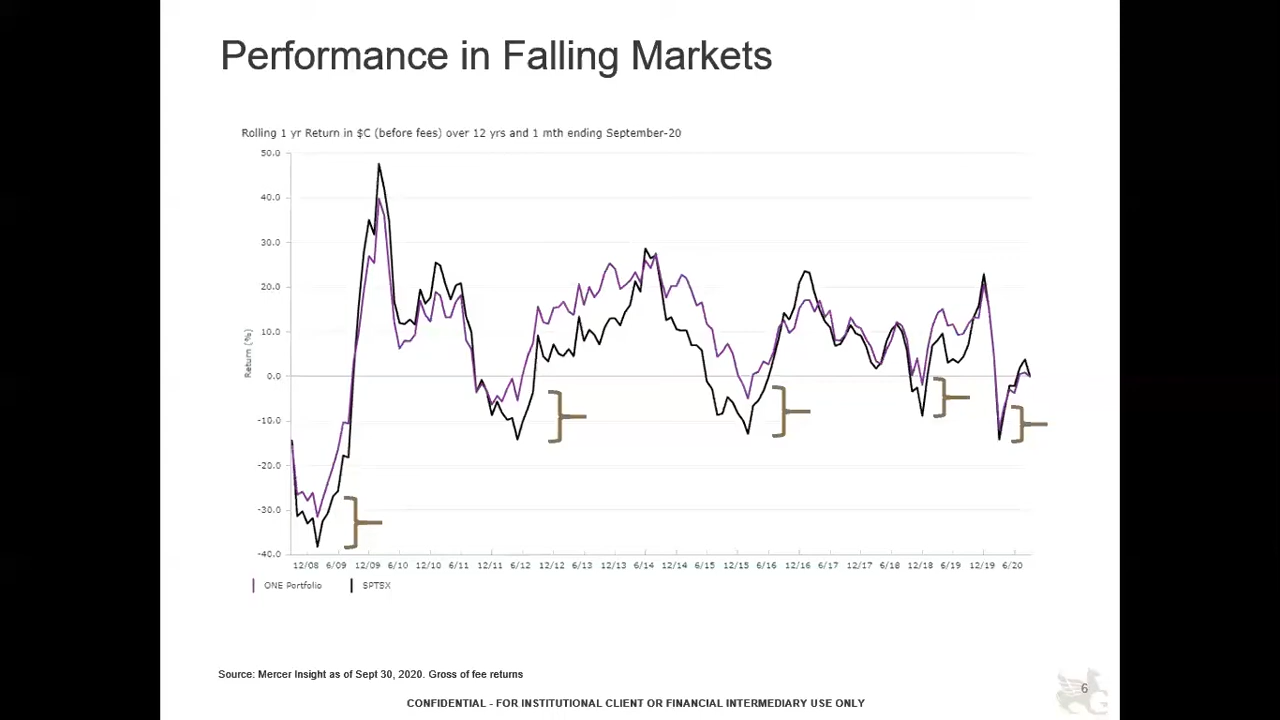 Performance in Falling Markets
Rolling 1 yr Return in $C (before fees) over 12 yrs and 1 mth ending September-20
50.0
40.0
30.0
20.0
10.0
0.0
-10.0
-20.0
-30.0
-40.0
Return (%)
12/08 6/09 12/09 6/10 12/10 6/11 12/11 6/12 12/12 6/13 12/13 6/14 12/14 6/15 12/15 6/16 12/16 6/17 12/17 6/18 12/18 6/19 12/19 6/20
ONE Portfolio SPTSX
Source: Mercer Insight as of Sept 30, 2020. Gross of fee returns
6
CONFIDENTIAL - FOR INSTITUTIONAL CLIENT OR FINANCIAL INTERMEDIARY USE ONLY